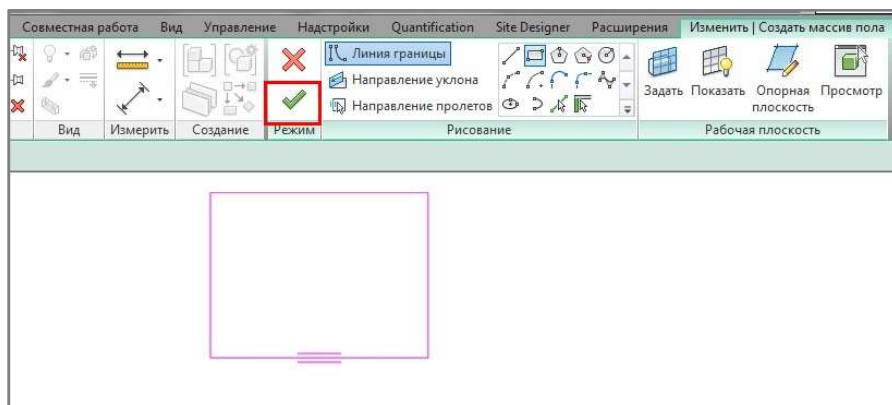 Совместная работа Вид Управление Надстройки Quantification Site Designer Расширения Изменить | Создать массив пола
Линия границы
Направление уклона
Направление пролетов
Задать Показать Опорная плоскость Просмотр
Вид Измерить Создание Режим Рисование Рабочая плоскость